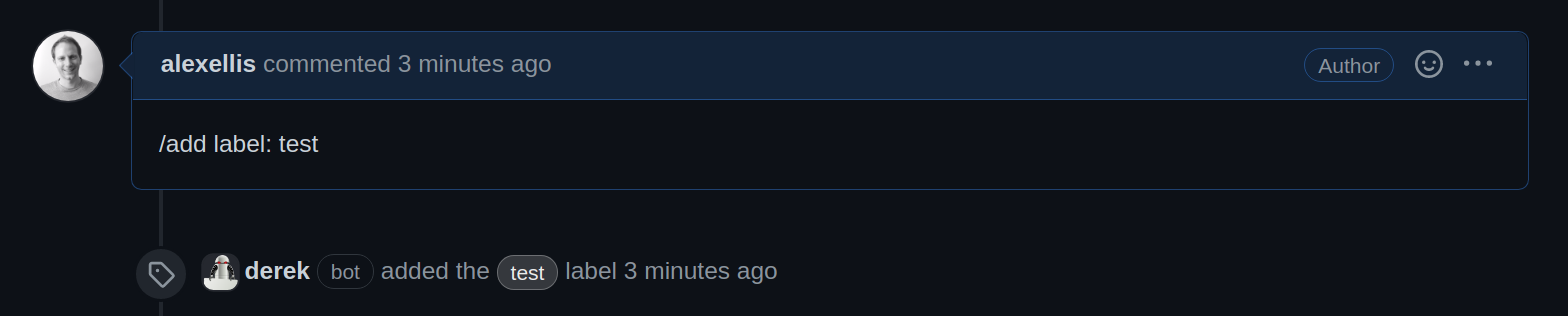 alexellis commented 3 minutes ago Author
/add label: test
derek bot added the test label 3 minutes ago